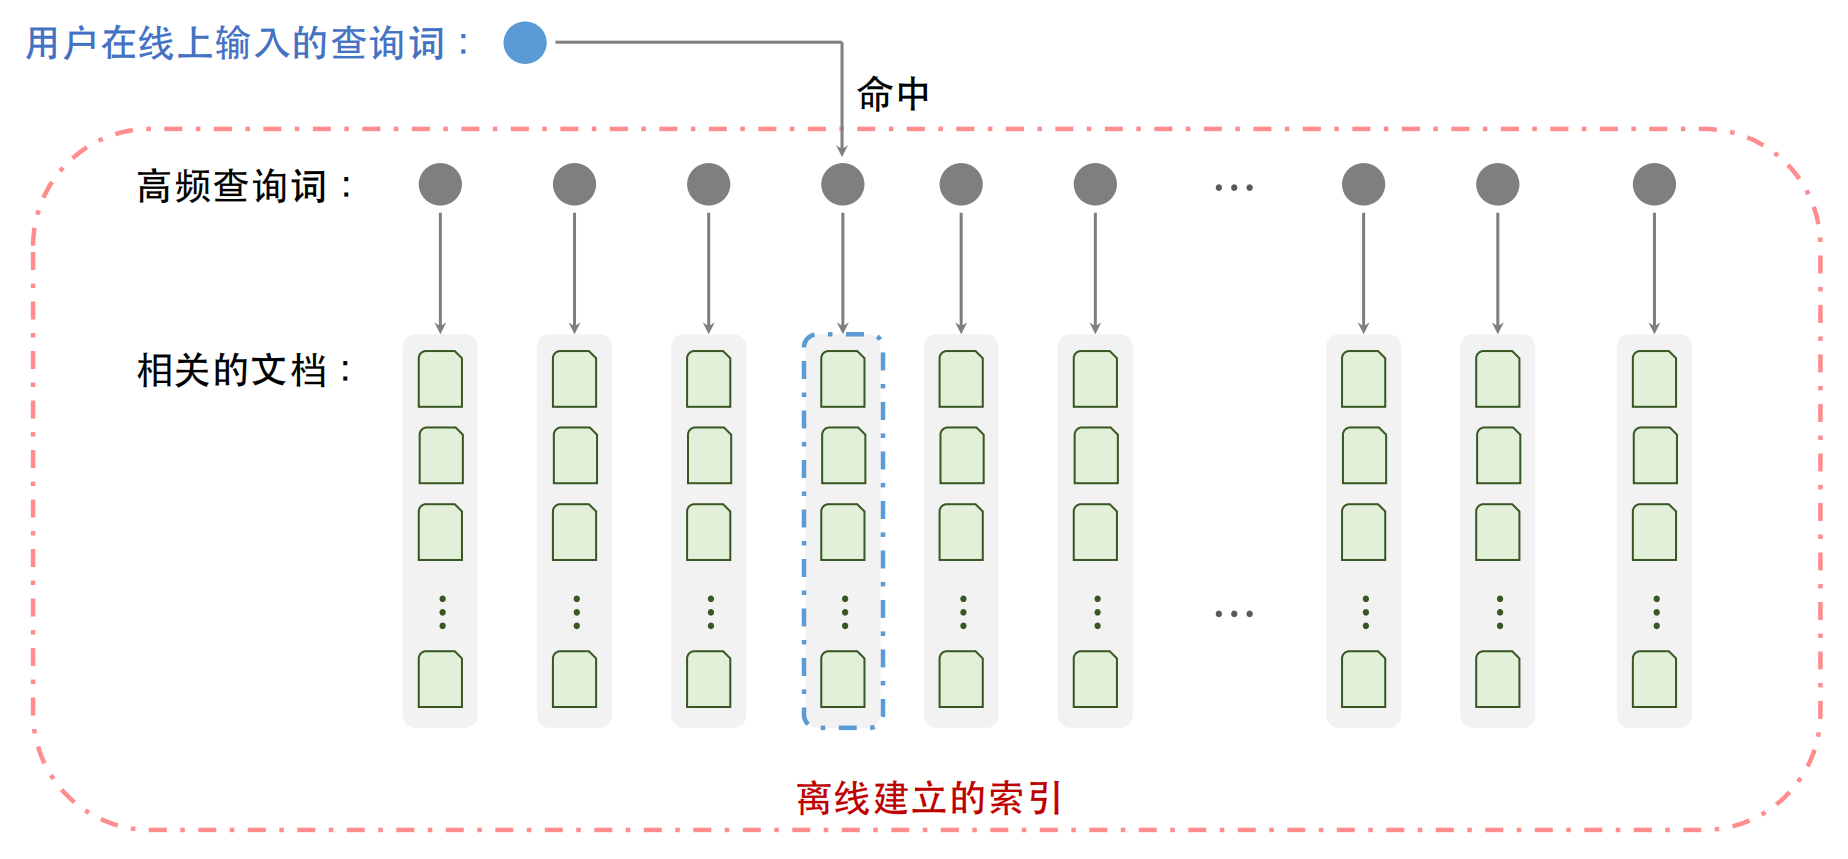 用户在线上输入的查询词：
命中
高频查询词：
...
相关的文档：
...
离线建立的索引